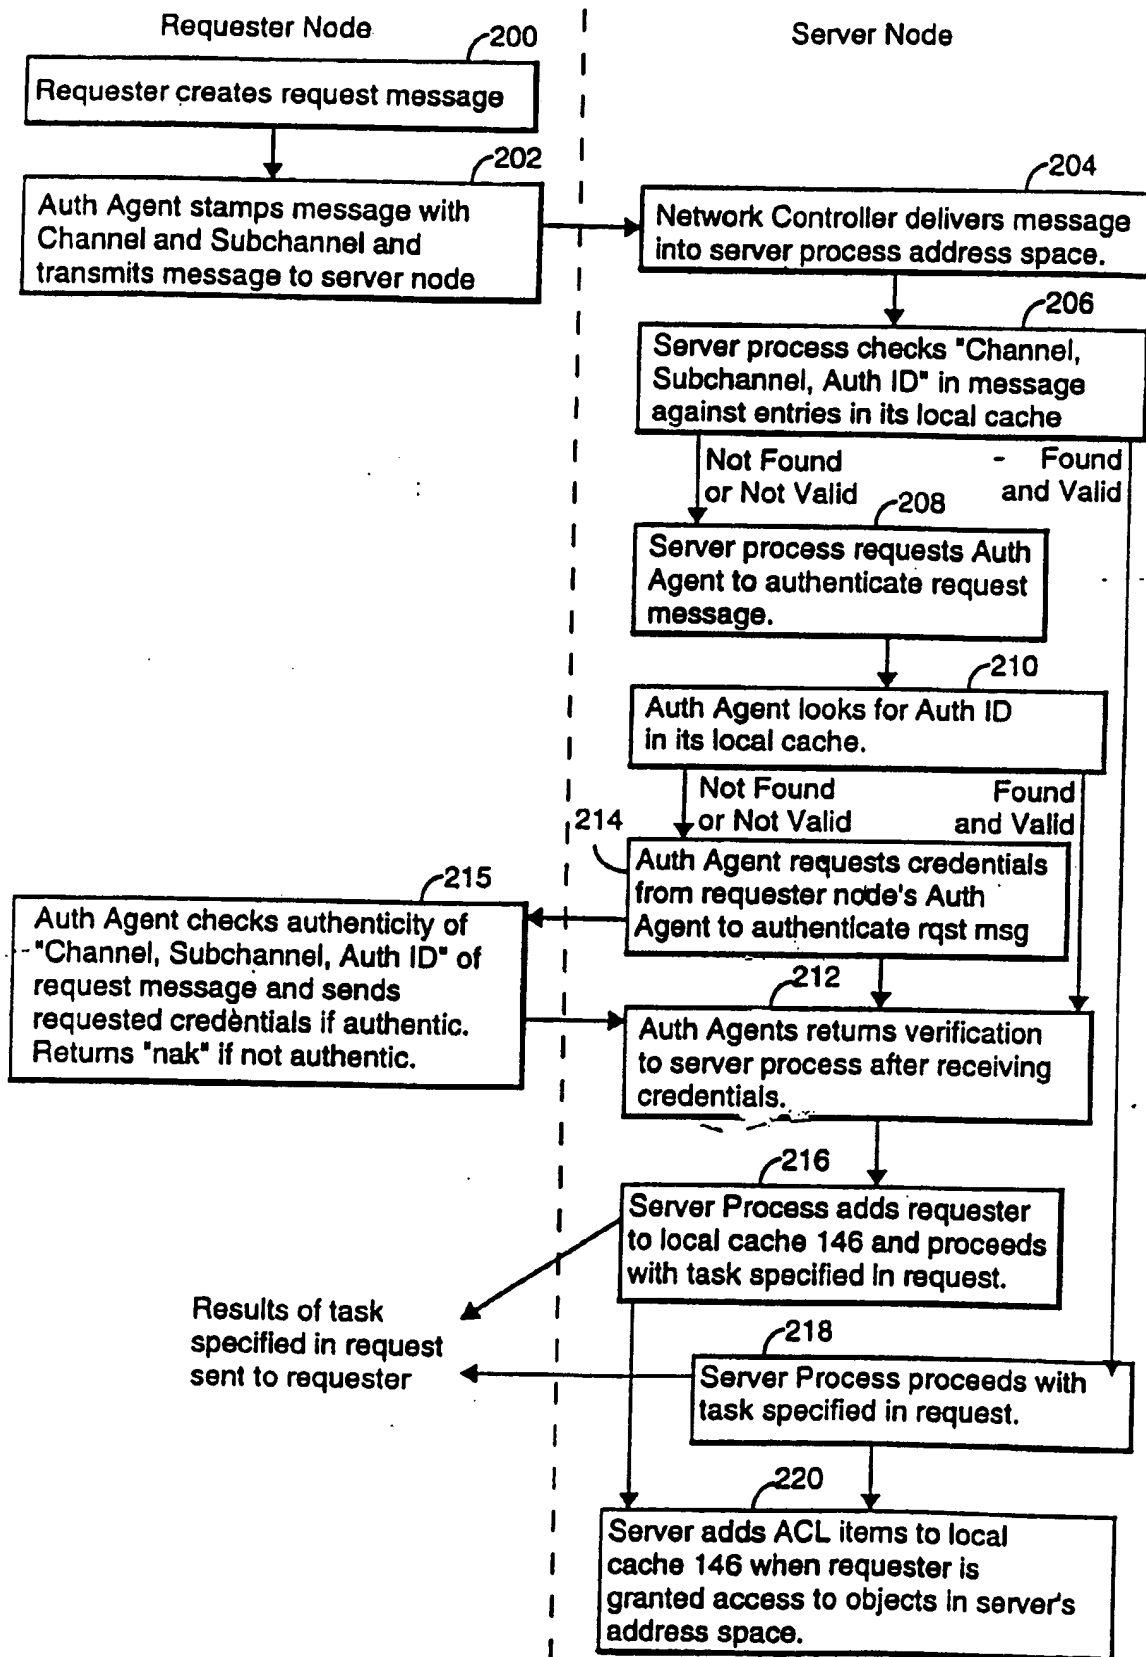 Requester Node
Server Node
200
Requester creates request message
202
Auth Agent stamps message with
Channel and Subchannel and
transmits message to server node
204
Network Controller delivers message
into server process address space.
206
Server process checks "Channel,
Subchannel, Auth ID" in message
against entries in its local cache
Not Found
or Not Valid
Found
and Valid
208
Server process requests Auth
Agent to authenticate request
message.
210
Auth Agent looks for Auth ID
in its local cache.
Not Found
or Not Valid
Found
and Valid
214
Auth Agent requests credentials
from requester node's Auth
Agent to authenticate rqst msg
215
Auth Agent checks authenticity of
"Channel, Subchannel, Auth ID" of
request message and sends
requested credentials if authentic.
Returns "nak" if not authentic.
212
Auth Agents returns verification
to server process after receiving
credentials.
216
Server Process adds requester
to local cache 146 and proceeds
with task specified in request.
Results of task
specified in request
sent to requester
218
Server Process proceeds with
task specified in request.
220
Server adds ACL items to local
cache 146 when requester is
granted access to objects in server's
address space.